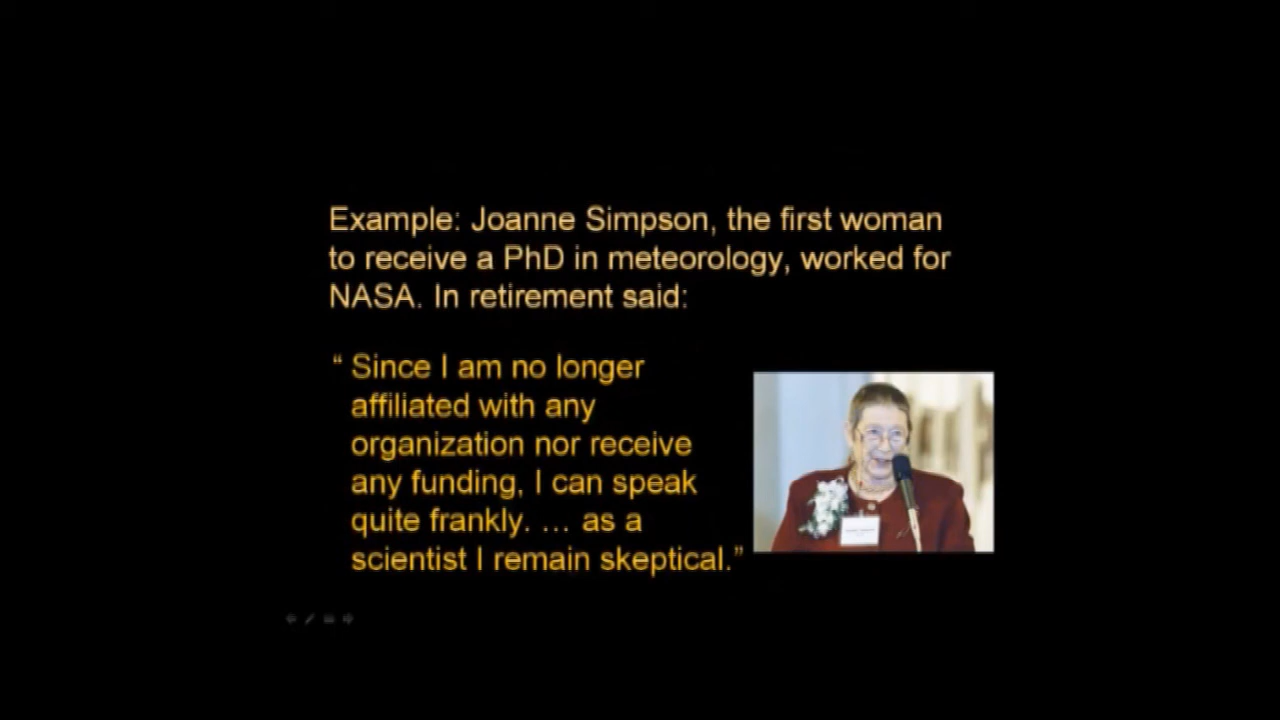 Example: Joanne Simpson, the first woman
to receive a PhD in meteorology, worked for
NASA. In retirement said:
“ Since I am no longer
affiliated with any
organization nor receive
any funding, I can speak
quite frankly. … as a
scientist I remain skeptical.”